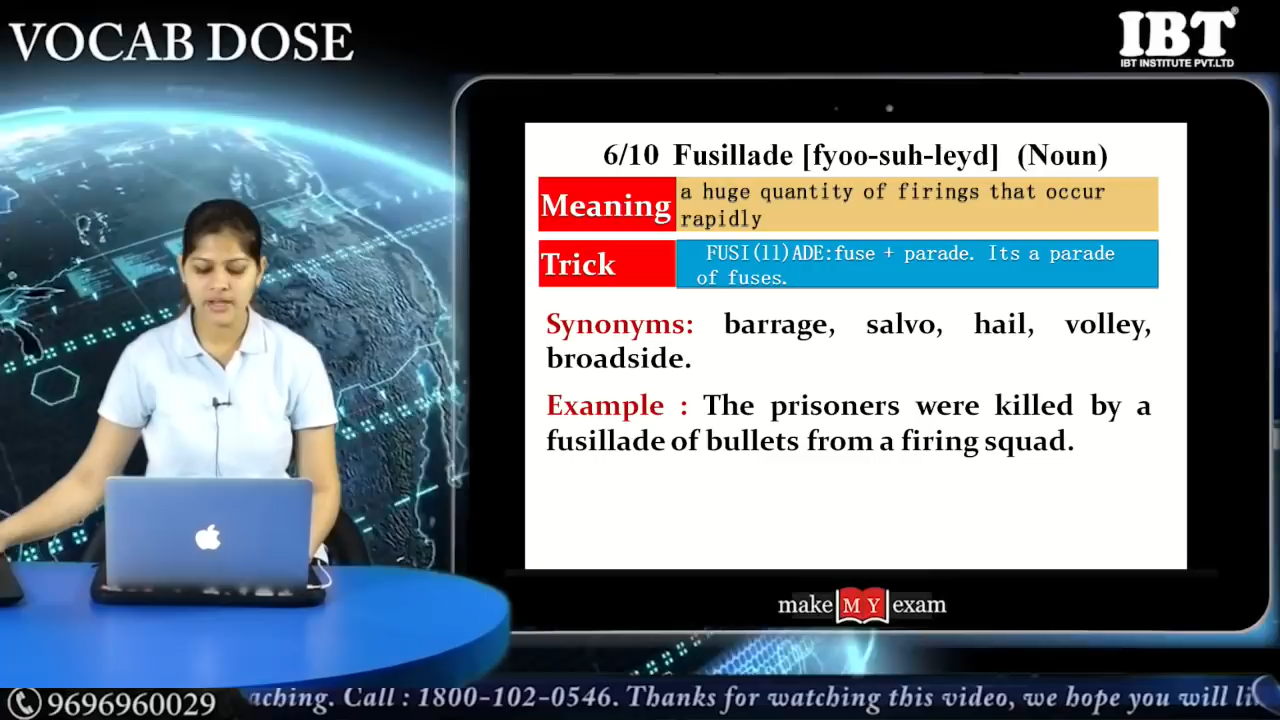 VOCAB DOSE
IBT®
IBT INSTITUTE PVT.LTD
6/10 Fusillade [fyoo-suh-leyd] (Noun)
Meaning
a huge quantity of firings that occur
rapidly
Trick
FUSI(ll)ADE:fuse + parade. Its a parade
of fuses.
Synonyms: barrage, salvo, hail, volley,
broadside.
Example : The prisoners were killed by a
fusillade of bullets from a firing squad.
make MY exam
9696960029
aching. Call : 1800-102-0546. Thanks for watching this video, we hope you will li